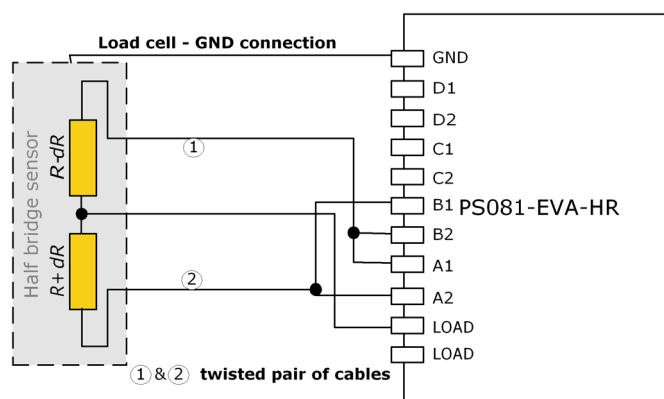 Load cell - GND connection
GND
D1
D2
C1
C2
B1
PS081-EVA-HR
B2
A1
A2
LOAD
LOAD
Half bridge sensor
R-dR
R+dR
1
2
1 & 2 twisted pair of cables